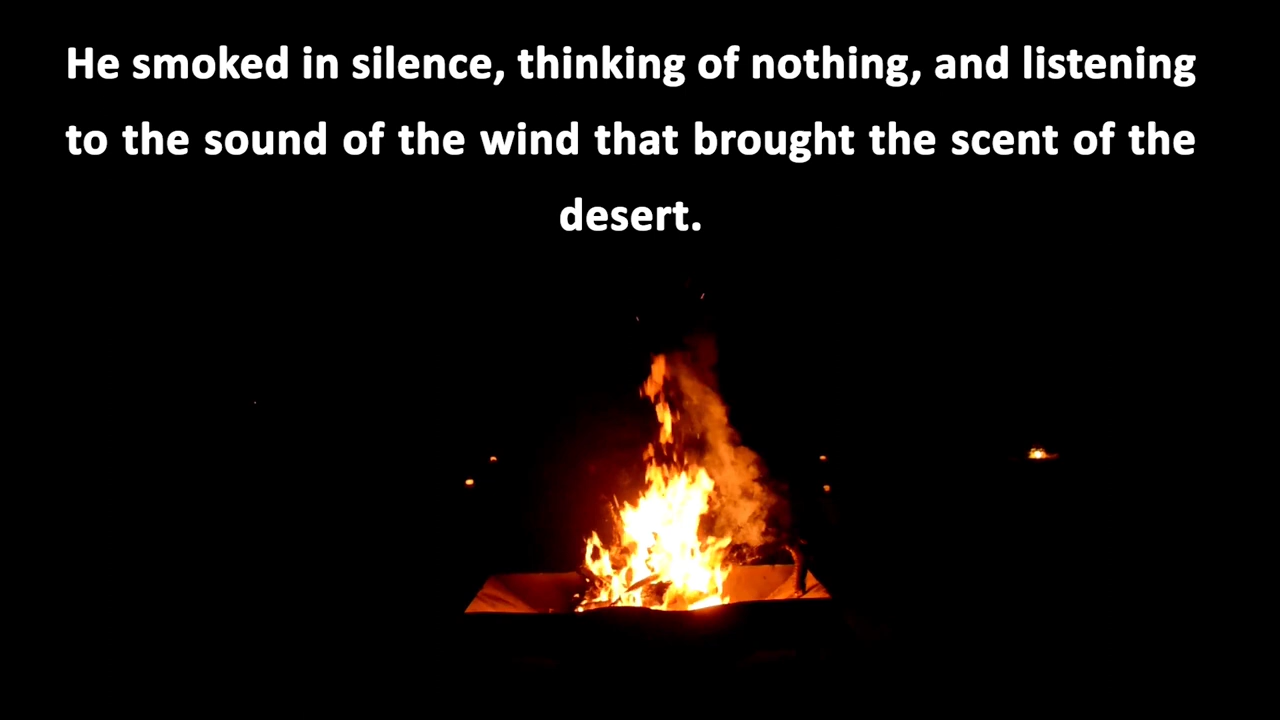 He smoked in silence, thinking of nothing, and listening
to the sound of the wind that brought the scent of the
desert.